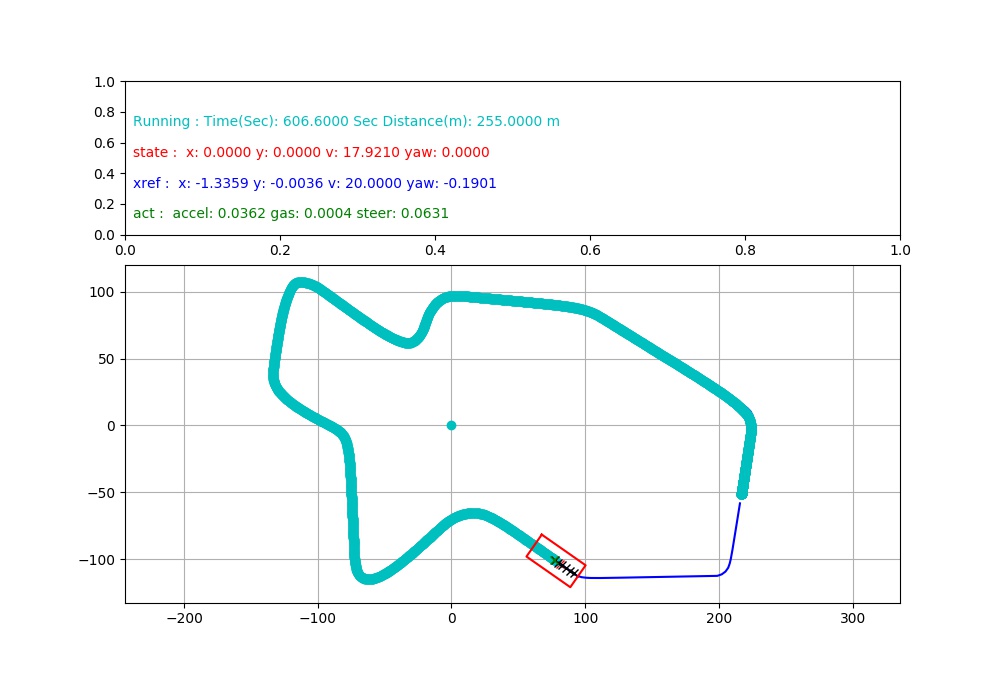 1.0
0.8
0.6
0.4
0.2
0.0
Running : Time(Sec): 606.6000 Sec Distance(m): 255.0000 m
state :  x: 0.0000 y: 0.0000 v: 17.9210 yaw: 0.0000
xref :  x: -1.3359 y: -0.0036 v: 20.0000 yaw: -0.1901
act :  accel: 0.0362 gas: 0.0004 steer: 0.0631
0.0 0.2 0.4 0.6 0.8 1.0
100
50
0
−50
−100
−200 −100 0 100 200 300